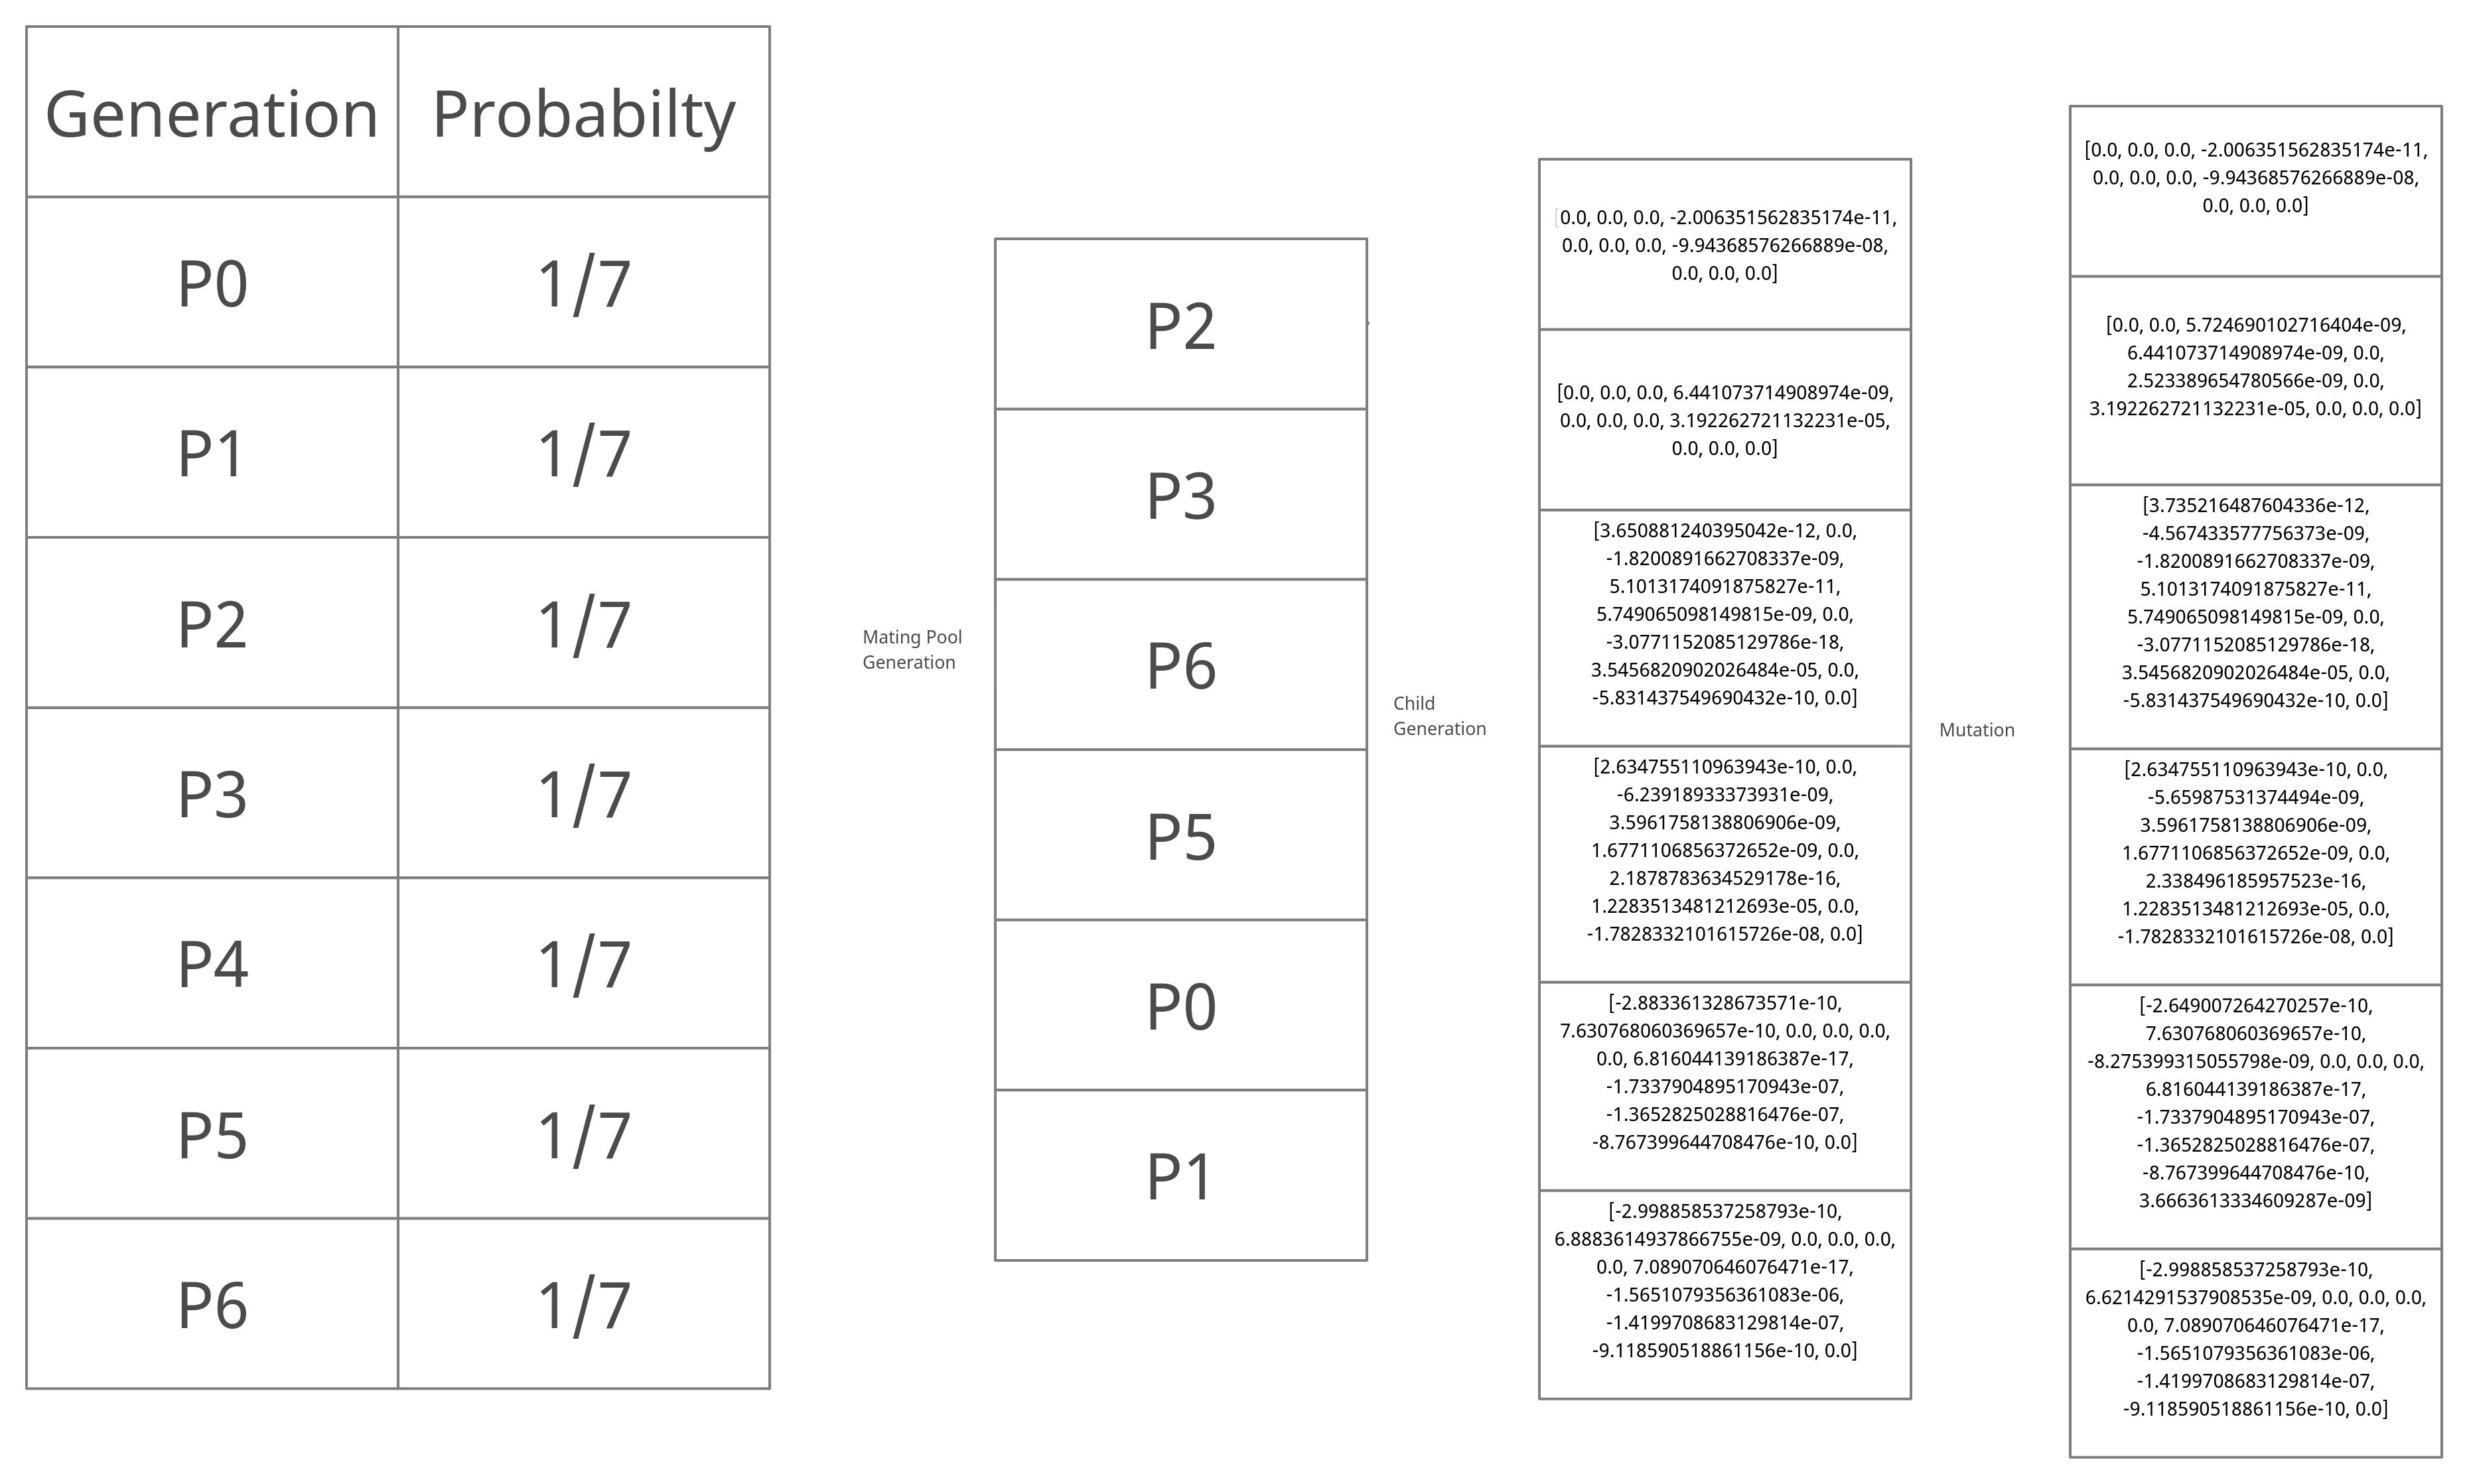 Generation Probabilty
P0 1/7
P1 1/7
P2 1/7
P3 1/7
P4 1/7
P5 1/7
P6 1/7
Mating Pool
Generation
P2
P3
P6
P5
P0
P1
Child
Generation
[0.0, 0.0, 0.0, -2.006351562835174e-11,
0.0, 0.0, 0.0, -9.94368576266889e-08,
0.0, 0.0, 0.0]
[0.0, 0.0, 0.0, 6.441073714908974e-09,
0.0, 0.0, 0.0, 3.192262721132231e-05,
0.0, 0.0, 0.0]
[3.650881240395042e-12, 0.0,
-1.8200891662708337e-09,
5.1013174091875827e-11,
5.749065098149815e-09, 0.0,
-3.0771152085129786e-18,
3.5456820902026484e-05, 0.0,
-5.831437549690432e-10, 0.0]
[2.634755110963943e-10, 0.0,
-6.23918933373931e-09,
3.5961758138806906e-09,
1.6771106856372652e-09, 0.0,
2.1878783634529178e-16,
1.2283513481212693e-05, 0.0,
-1.7828332101615726e-08, 0.0]
[-2.883361328673571e-10,
7.630768060369657e-10, 0.0, 0.0, 0.0,
0.0, 6.816044139186387e-17,
-1.7337904895170943e-07,
-1.3652825028816476e-07,
-8.767399644708476e-10, 0.0]
[-2.998858537258793e-10,
6.8883614937866755e-09, 0.0, 0.0, 0.0,
0.0, 7.089070646076471e-17,
-1.5651079356361083e-06,
-1.4199708683129814e-07,
-9.118590518861156e-10, 0.0]
Mutation
[0.0, 0.0, 0.0, -2.006351562835174e-11,
0.0, 0.0, 0.0, -9.94368576266889e-08,
0.0, 0.0, 0.0]
[0.0, 0.0, 5.724690102716404e-09,
6.441073714908974e-09, 0.0,
2.523389654780566e-09, 0.0,
3.192262721132231e-05, 0.0, 0.0, 0.0]
[3.735216487604336e-12,
-4.567433577756373e-09,
-1.8200891662708337e-09,
5.1013174091875827e-11,
5.749065098149815e-09, 0.0,
-3.0771152085129786e-18,
3.5456820902026484e-05, 0.0,
-5.831437549690432e-10, 0.0]
[2.634755110963943e-10, 0.0,
-5.65987531374494e-09,
3.5961758138806906e-09,
1.6771106856372652e-09, 0.0,
2.338496185957523e-16,
1.2283513481212693e-05, 0.0,
-1.7828332101615726e-08, 0.0]
[-2.649007264270257e-10,
7.630768060369657e-10,
-8.275399315055798e-09, 0.0, 0.0, 0.0,
6.816044139186387e-17,
-1.7337904895170943e-07,
-1.3652825028816476e-07,
-8.767399644708476e-10,
3.6663613334609287e-09]
[-2.998858537258793e-10,
6.6214291537908535e-09, 0.0, 0.0, 0.0,
0.0, 7.089070646076471e-17,
-1.5651079356361083e-06,
-1.4199708683129814e-07,
-9.118590518861156e-10, 0.0]